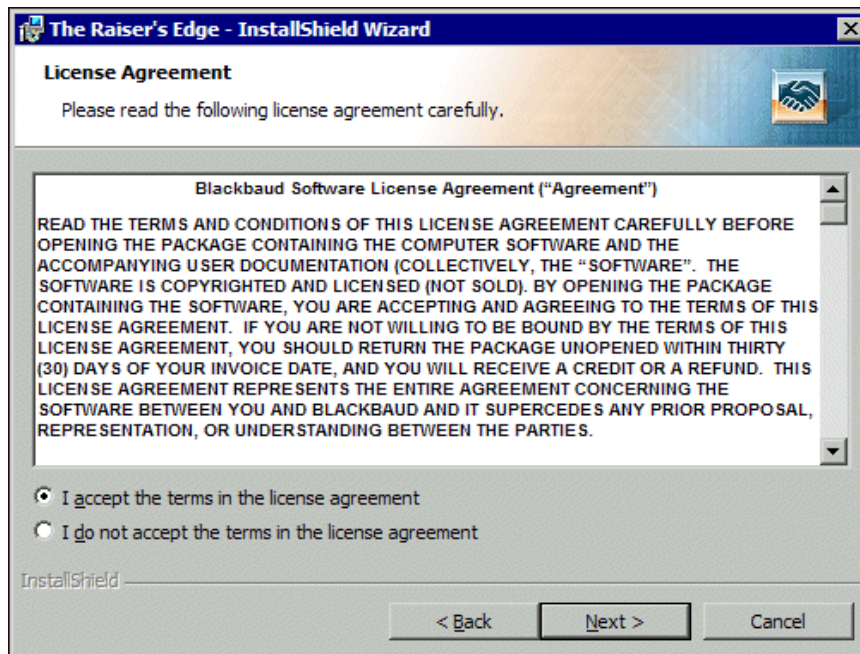 The Raiser's Edge - InstallShield Wizard
License Agreement
Please read the following license agreement carefully.
Blackbaud Software License Agreement (“Agreement”)
READ THE TERMS AND CONDITIONS OF THIS LICENSE AGREEMENT CAREFULLY BEFORE
OPENING THE PACKAGE CONTAINING THE COMPUTER SOFTWARE AND THE
ACCOMPANYING USER DOCUMENTATION (COLLECTIVELY, THE “SOFTWARE”.  THE
SOFTWARE IS COPYRIGHTED AND LICENSED (NOT SOLD). BY OPENING THE PACKAGE
CONTAINING THE SOFTWARE, YOU ARE ACCEPTING AND AGREEING TO THE TERMS OF THIS
LICENSE AGREEMENT.  IF YOU ARE NOT WILLING TO BE BOUND BY THE TERMS OF THIS
LICENSE AGREEMENT, YOU SHOULD RETURN THE PACKAGE UNOPENED WITHIN THIRTY
(30) DAYS OF YOUR INVOICE DATE, AND YOU WILL RECEIVE A CREDIT OR A REFUND.  THIS
LICENSE AGREEMENT REPRESENTS THE ENTIRE AGREEMENT CONCERNING THE
SOFTWARE BETWEEN YOU AND BLACKBAUD AND IT SUPERCEDES ANY PRIOR PROPOSAL,
REPRESENTATION, OR UNDERSTANDING BETWEEN THE PARTIES.
I accept the terms in the license agreement
I do not accept the terms in the license agreement
InstallShield
< Back Next > Cancel